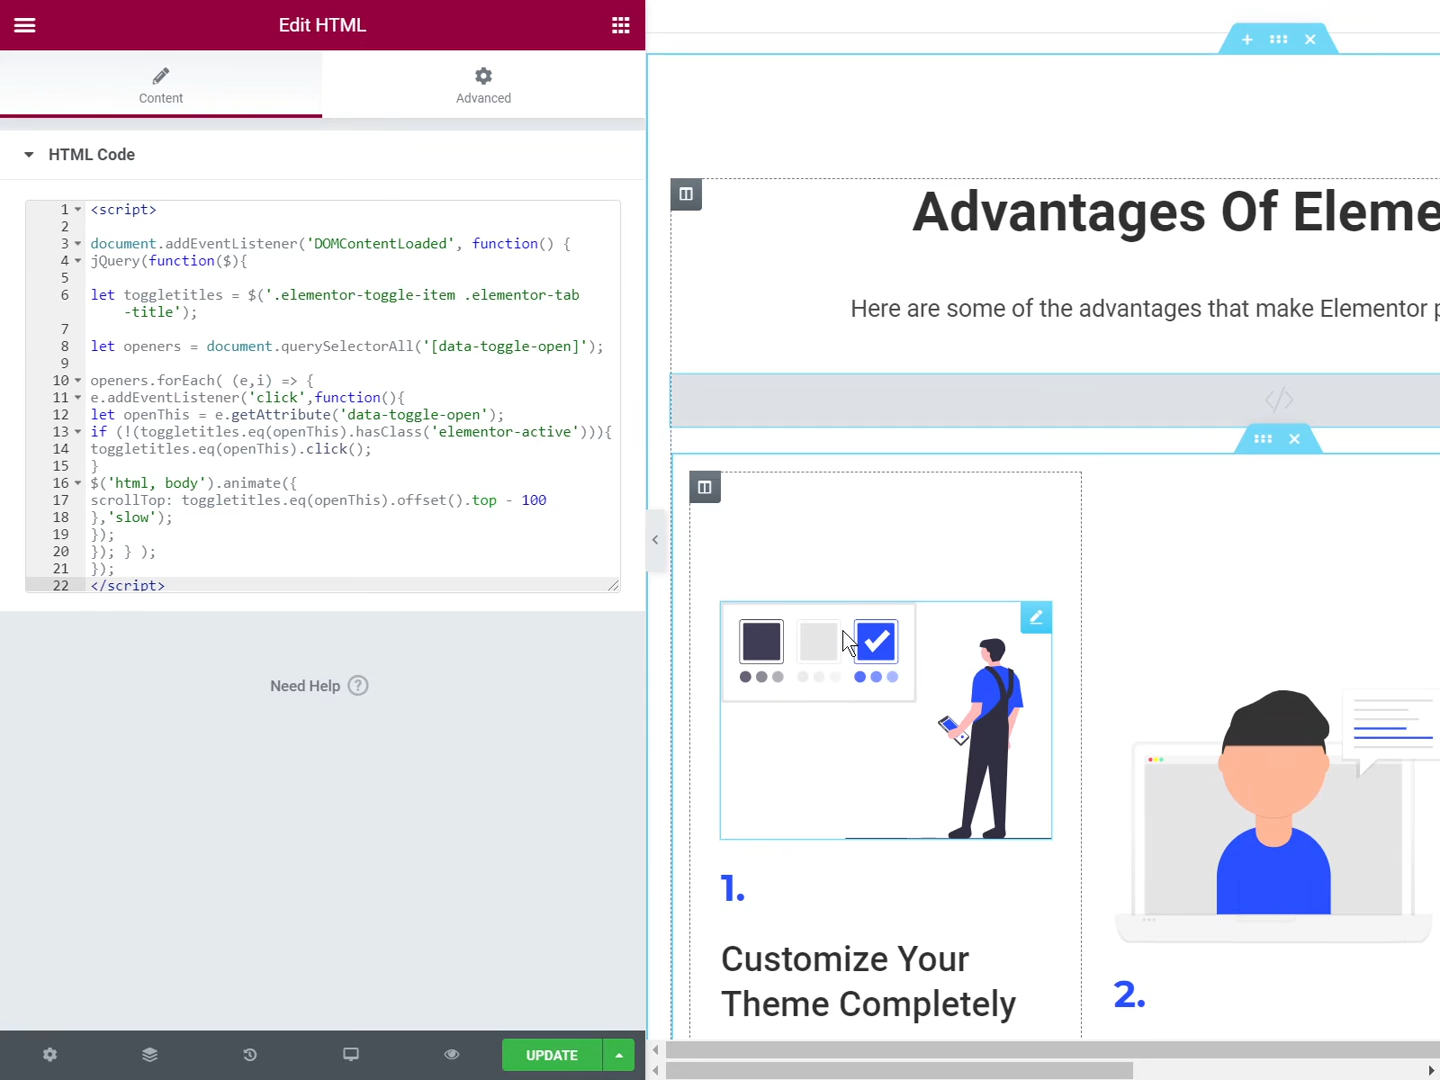 Edit HTML
Content
Advanced
HTML Code
1 <script>
2
3 document.addEventListener('DOMContentLoaded', function() {
4 jQuery(function($){
5
6 let toggletitles = $('.elementor-toggle-item .elementor-tab
-title');
7
8 let openers = document.querySelectorAll('[data-toggle-open]');
9
10 openers.forEach( (e,i) => {
11 e.addEventListener('click',function(){
12 let openThis = e.getAttribute('data-toggle-open');
13 if (!(toggletitles.eq(openThis).hasClass('elementor-active'))){
14 toggletitles.eq(openThis).click();
15 }
16 $('html, body').animate({
17 scrollTop: toggletitles.eq(openThis).offset().top - 100
18 },'slow');
19 });
20 }); } );
21 });
22 </script>
Need Help ?
UPDATE
Advantages Of Eleme
Here are some of the advantages that make Elementor p
</>
1.
Customize Your
Theme Completely
2.